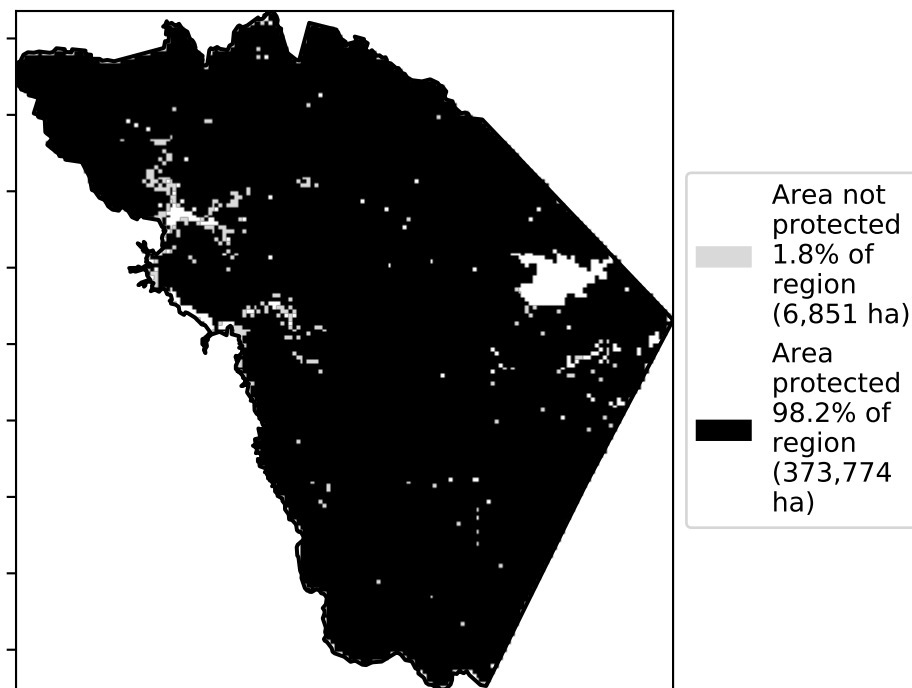 Area not
protected
1.8% of
region
(6,851 ha)
Area
protected
98.2% of
region
(373,774
ha)